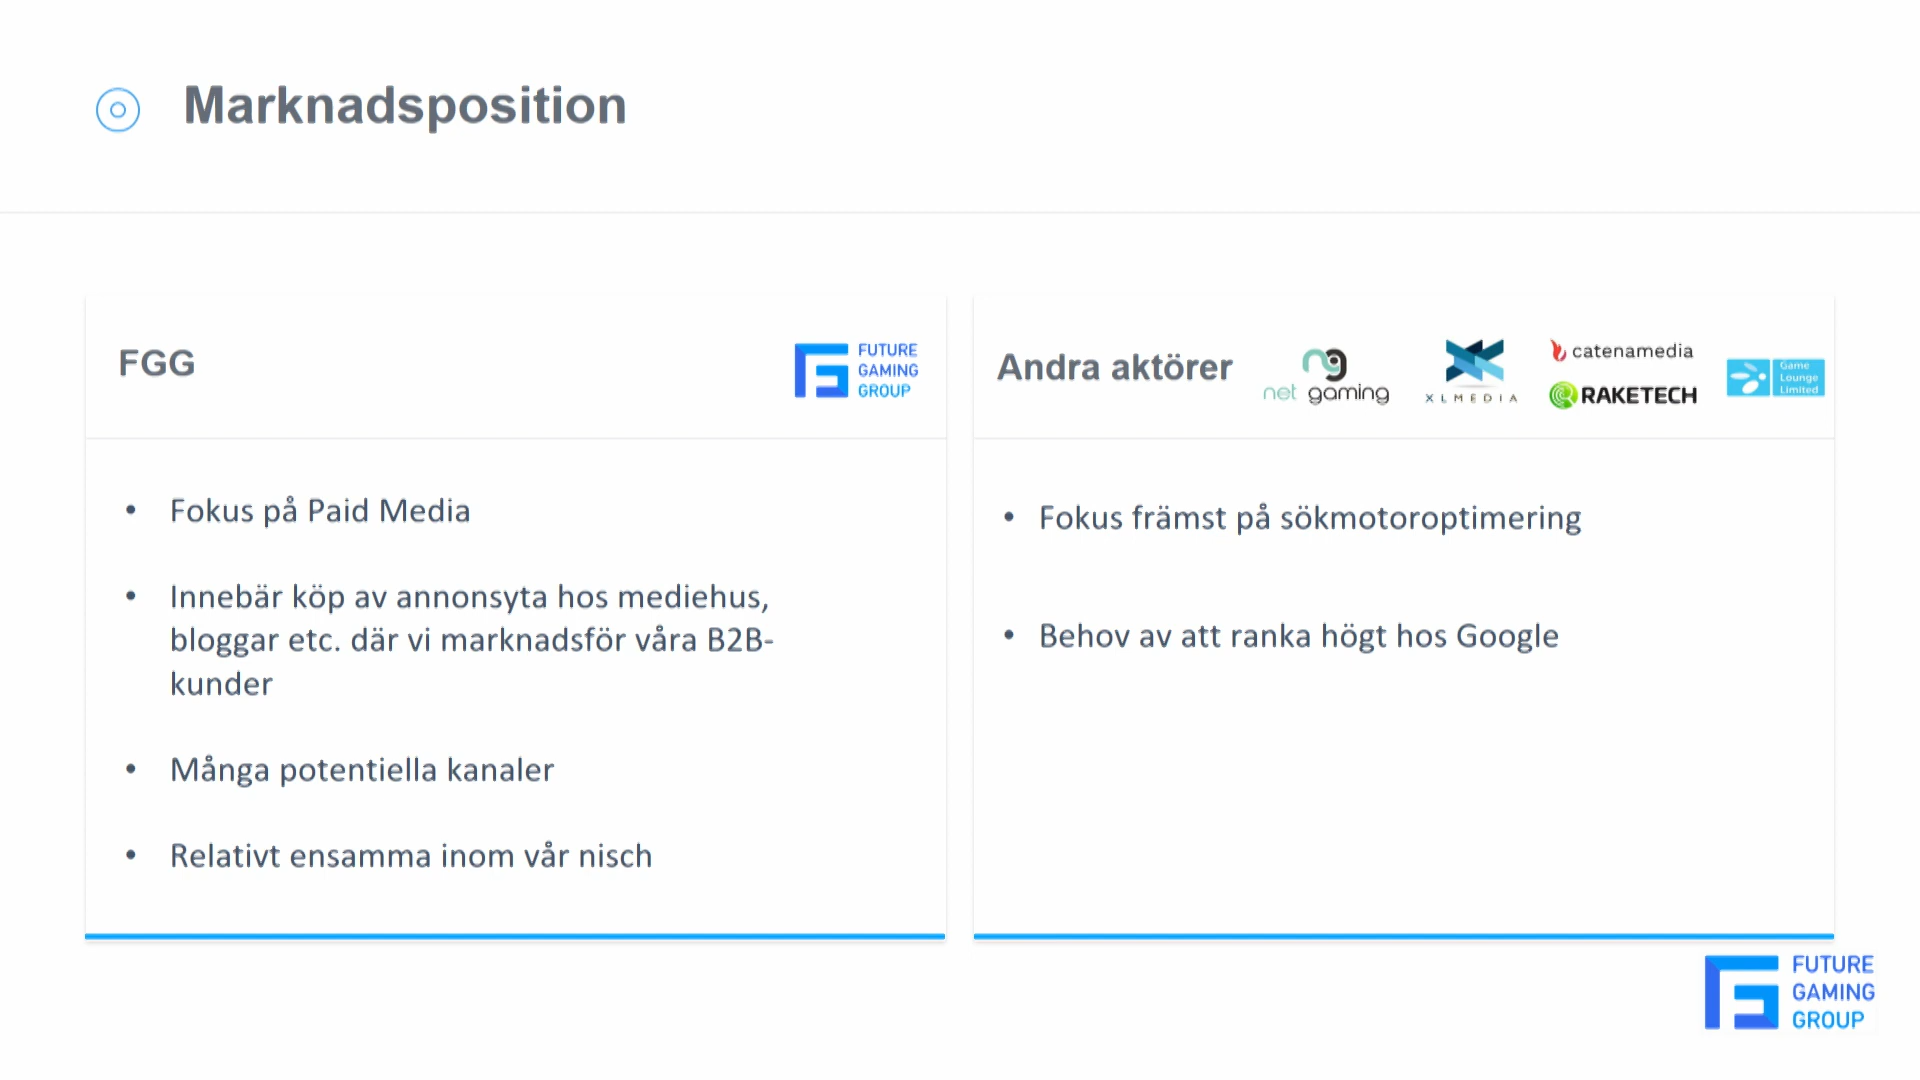 Marknadsposition
FGG
FUTURE
GAMING
GROUP
• Fokus på Paid Media
• Innebär köp av annonsyta hos mediehus,
bloggar etc. där vi marknadsför våra B2B-
kunder
• Många potentiella kanaler
• Relativt ensamma inom vår nisch
Andra aktörer
ng
net gaming
XLMEDIA
catenamedia
RAKETECH
Game
Lounge
Limited
• Fokus främst på sökmotoroptimering
• Behov av att ranka högt hos Google
FUTURE
GAMING
GROUP